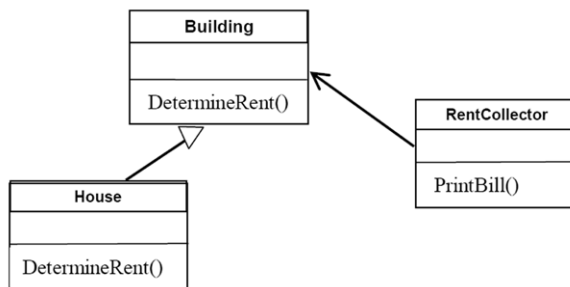 Building
DetermineRent()
RentCollector
PrintBill()
House
DetermineRent()